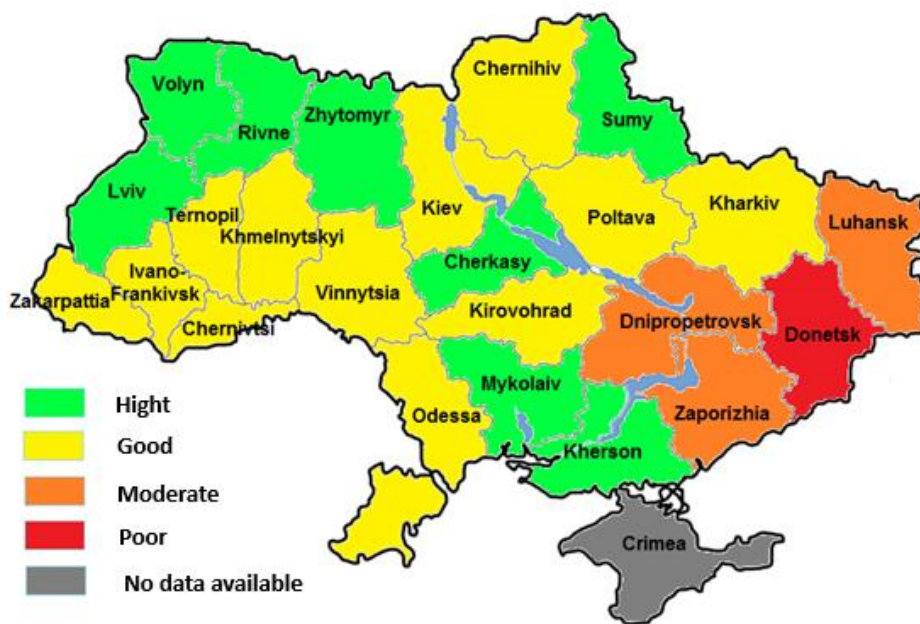 Volyn
Rivne
Zhytomyr
Chernihiv
Sumy
Lviv
Ternopil
Khmelnytskyi
Kiev
Poltava
Kharkiv
Luhansk
Cherkasy
Zakarpattia
Ivano-
Frankivsk
Chernivtsi
Vinnytsia
Kirovohrad
Dnipropetrovsk
Donetsk
Mykolaiv
Odessa
Zaporizhia
Kherson
Crimea
Hight
Good
Moderate
Poor
No data available